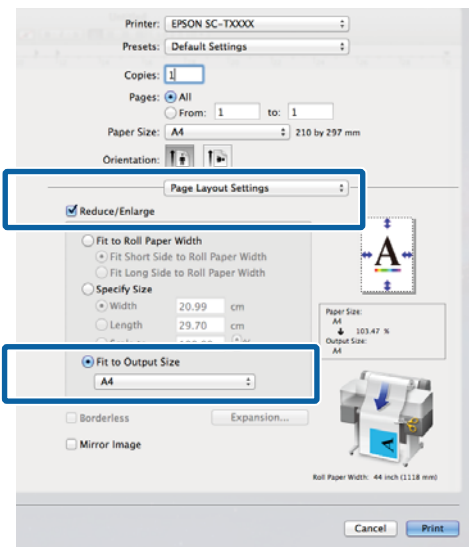 Printer: EPSON SC-TXXXX
Presets: Default Settings
Copies: 1
Pages: All
From: 1 to: 1
Paper Size: A4 210 by 297 mm
Orientation:
Page Layout Settings
Reduce/Enlarge
Fit to Roll Paper Width
Fit Short Side to Roll Paper Width
Fit Long Side to Roll Paper Width
Specify Size
Width 20.99 cm
Length 29.70 cm
Fit to Output Size
A4
Borderless Expansion...
Mirror Image
A
Paper Size:
A4
103.47 %
Output Size:
A4
A
Roll Paper Width: 44 inch (1118 mm)
Cancel Print